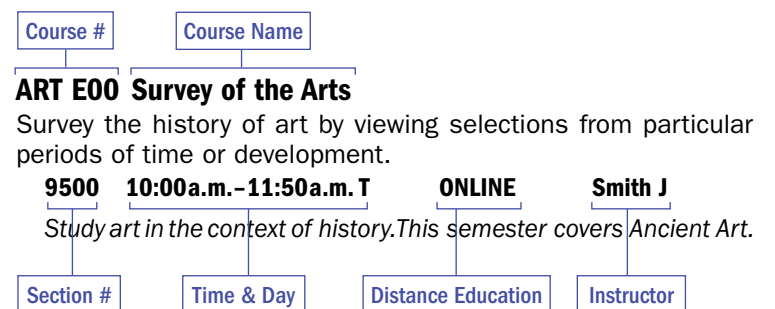 Course # Course Name
ART E00 Survey of the Arts
Survey the history of art by viewing selections from particular
periods of time or development.
9500 10:00a.m.–11:50a.m. T ONLINE Smith J
Study art in the context of history.This semester covers Ancient Art.
Section # Time & Day Distance Education Instructor